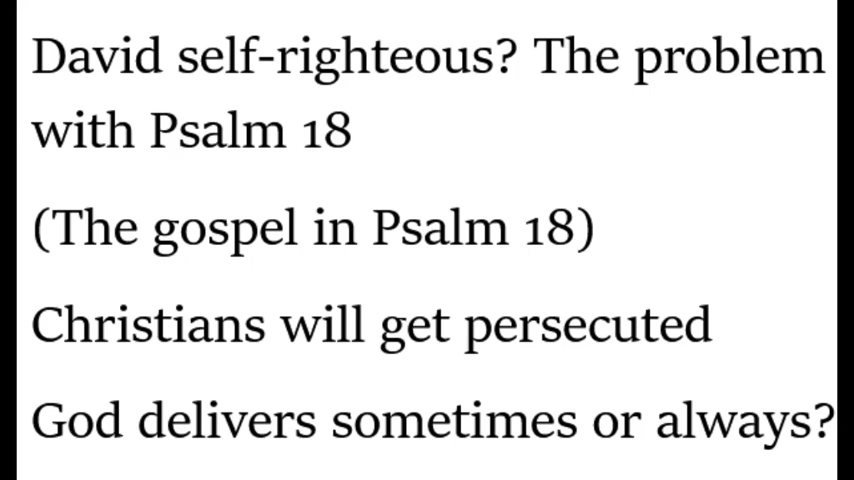 David self-righteous? The problem
with Psalm 18
(The gospel in Psalm 18)
Christians will get persecuted
God delivers sometimes or always?